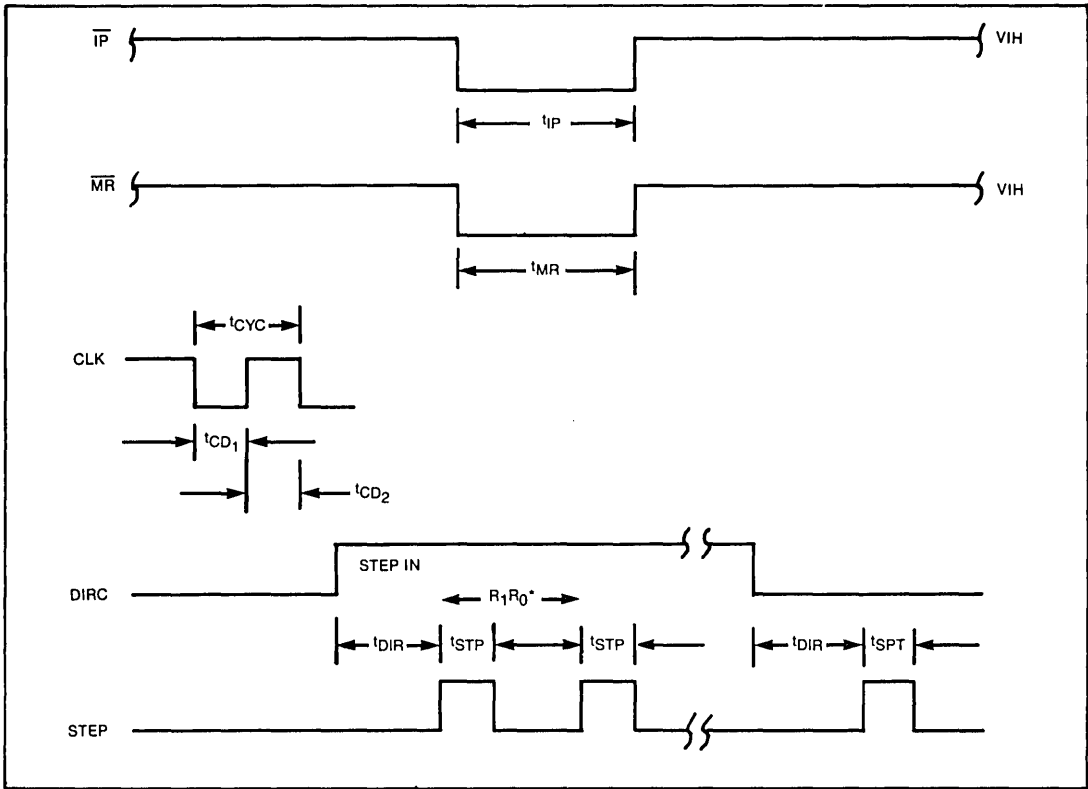 IP VIH
tIP
MR VIH
tMR
tCYC
CLK
tCD1
tCD2
STEP IN
DIRC
R1R0*
tDIR tSTP tSTP tDIR tSPT
STEP